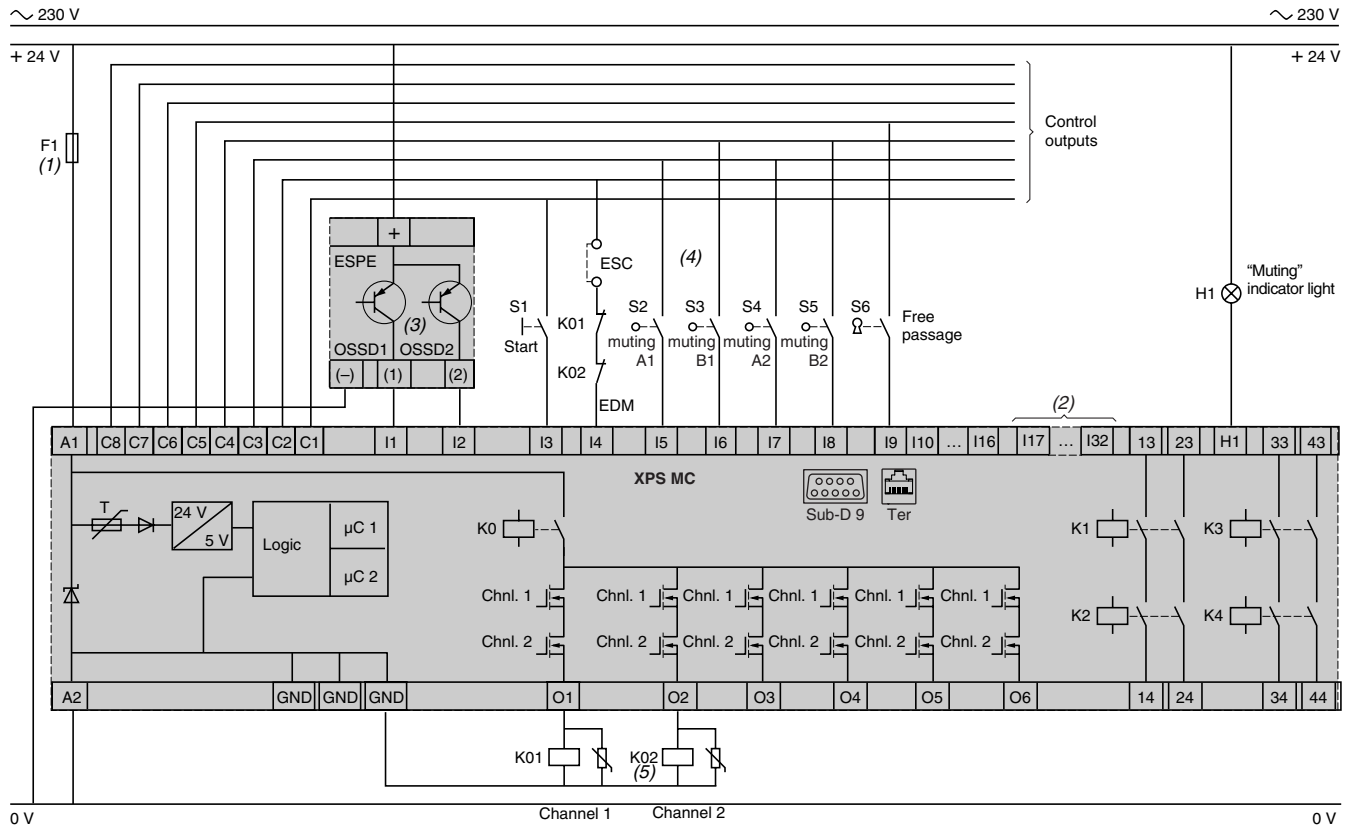 230 V 230 V
+ 24 V + 24 V
F1
(1)
Control
outputs
+
ESPE
(3)
OSSD1 OSSD2
(–) (1) (2)
S1
Start
ESC
K01
K02
EDM
(4)
S2
muting
A1
S3
muting
B1
S4
muting
A2
S5
muting
B2
S6
Free
passage
H1
“Muting”
indicator light
(2)
A1 C8 C7 C6 C5 C4 C3 C2 C1 I1 I2 I3 I4 I5 I6 I7 I8 I9 I10 ... I16 I17 ... I32 13 23 H1 33 43
XPS MC
Sub-D 9 Ter
T
24 V
5 V
Logic
µC 1
µC 2
K0
K1 K3
K2 K4
Chnl. 1 Chnl. 1 Chnl. 1 Chnl. 1 Chnl. 1 Chnl. 1
Chnl. 2 Chnl. 2 Chnl. 2 Chnl. 2 Chnl. 2 Chnl. 2
A2 GND GND GND O1 O2 O3 O4 O5 O6 14 24 34 44
K01 K02
(5)
Channel 1 Channel 2
0 V 0 V